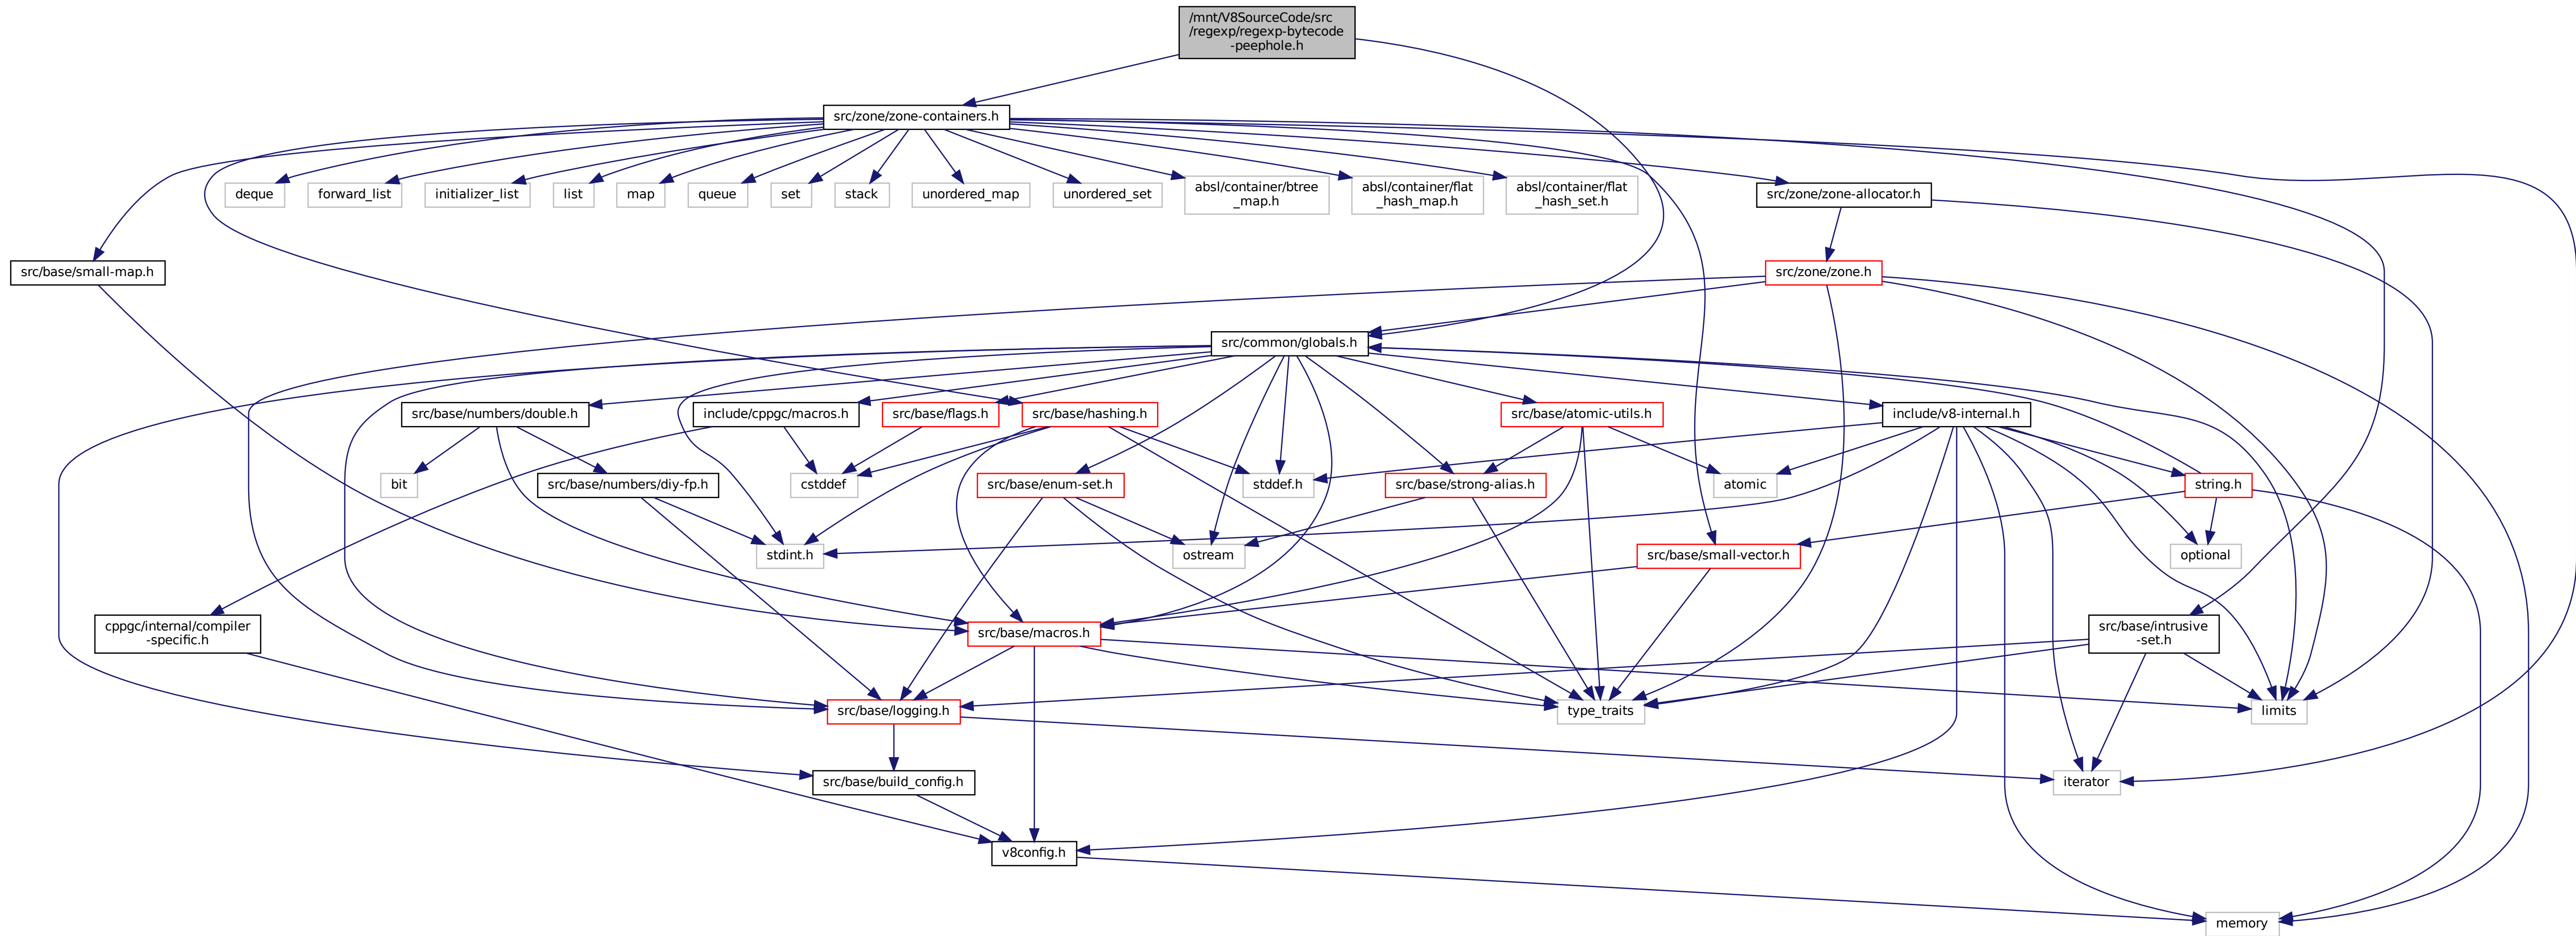 /mnt/V8SourceCode/src
/regexp/regexp-bytecode
-peephole.h
src/zone/zone-containers.h
deque
forward_list
initializer_list
list
map
queue
set
stack
unordered_map
unordered_set
absl/container/btree
_map.h
absl/container/flat
_hash_map.h
absl/container/flat
_hash_set.h
src/zone/zone-allocator.h
src/base/small-map.h
src/zone/zone.h
src/common/globals.h
src/base/numbers/double.h
include/cppgc/macros.h
src/base/flags.h
src/base/hashing.h
src/base/atomic-utils.h
include/v8-internal.h
bit
src/base/numbers/diy-fp.h
cstddef
src/base/enum-set.h
stddef.h
src/base/strong-alias.h
atomic
string.h
stdint.h
ostream
src/base/small-vector.h
optional
cppgc/internal/compiler
-specific.h
src/base/macros.h
src/base/intrusive
-set.h
src/base/logging.h
type_traits
limits
src/base/build_config.h
iterator
v8config.h
memory